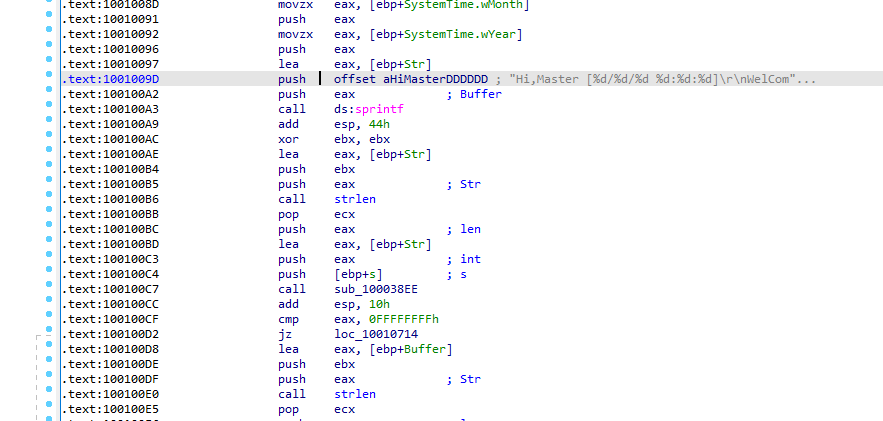 .text:1001008D movzx eax, [ebp+SystemTime.wMonth]
.text:10010091 push eax
.text:10010092 movzx eax, [ebp+SystemTime.wYear]
.text:10010096 push eax
.text:10010097 lea eax, [ebp+Str]
.text:1001009D push offset aHiMasterDDDDDD ; "Hi,Master [%d/%d/%d %d:%d:%d]\r\nWelCom"...
.text:100100A2 push eax ; Buffer
.text:100100A3 call ds:sprintf
.text:100100A9 add esp, 44h
.text:100100AC xor ebx, ebx
.text:100100AE lea eax, [ebp+Str]
.text:100100B4 push ebx
.text:100100B5 push eax ; Str
.text:100100B6 call strlen
.text:100100BB pop ecx
.text:100100BC push eax ; len
.text:100100BD lea eax, [ebp+Str]
.text:100100C3 push eax ; int
.text:100100C4 push [ebp+s] ; s
.text:100100C7 call sub_100038EE
.text:100100CC add esp, 10h
.text:100100CF cmp eax, 0FFFFFFFFh
.text:100100D2 jz loc_10010714
.text:100100D8 lea eax, [ebp+Buffer]
.text:100100DE push ebx
.text:100100DF push eax ; Str
.text:100100E0 call strlen
.text:100100E5 pop ecx